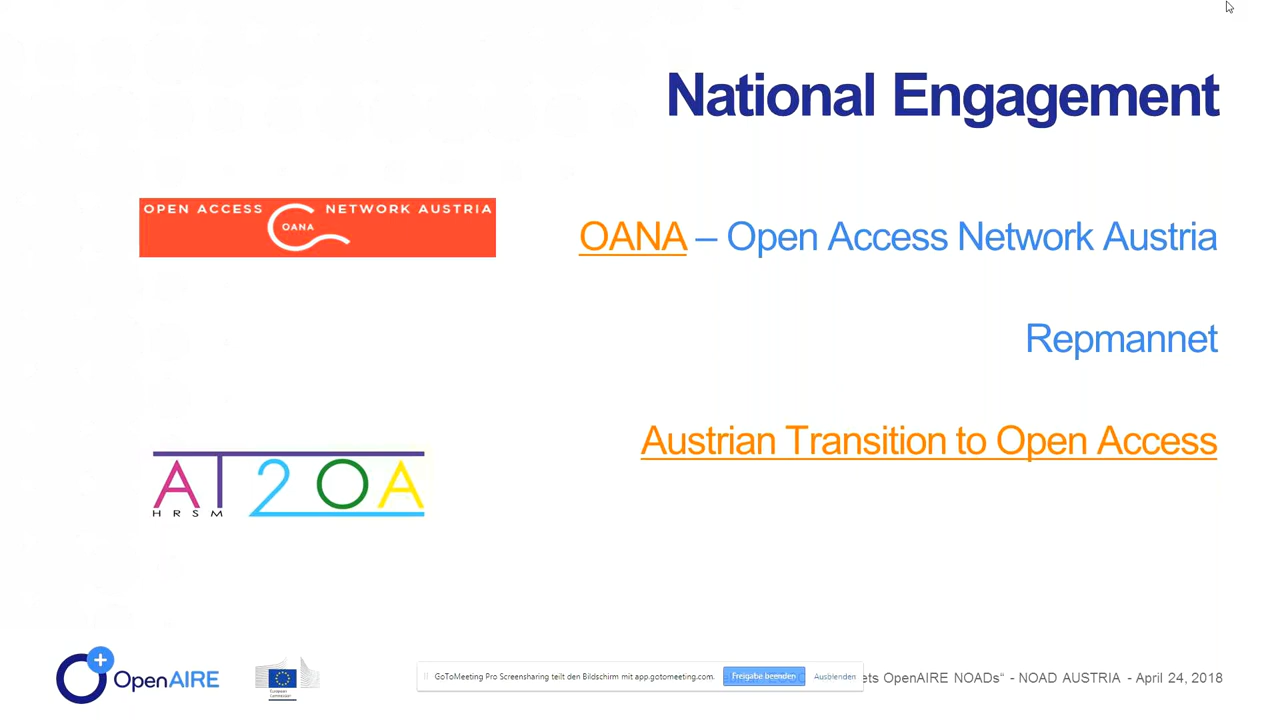 National Engagement
OPEN ACCESS NETWORK AUSTRIA
OANA
OANA – Open Access Network Austria
Repmannet
Austrian Transition to Open Access
AT2OA
HRSM
OpenAIRE
European
Commission
GoToMeeting Pro Screensharing teilt den Bildschirm mit app.gotomeeting.com. Freigabe beenden Ausblenden
OpenAIRE NOADs“ - NOAD AUSTRIA - April 24, 2018